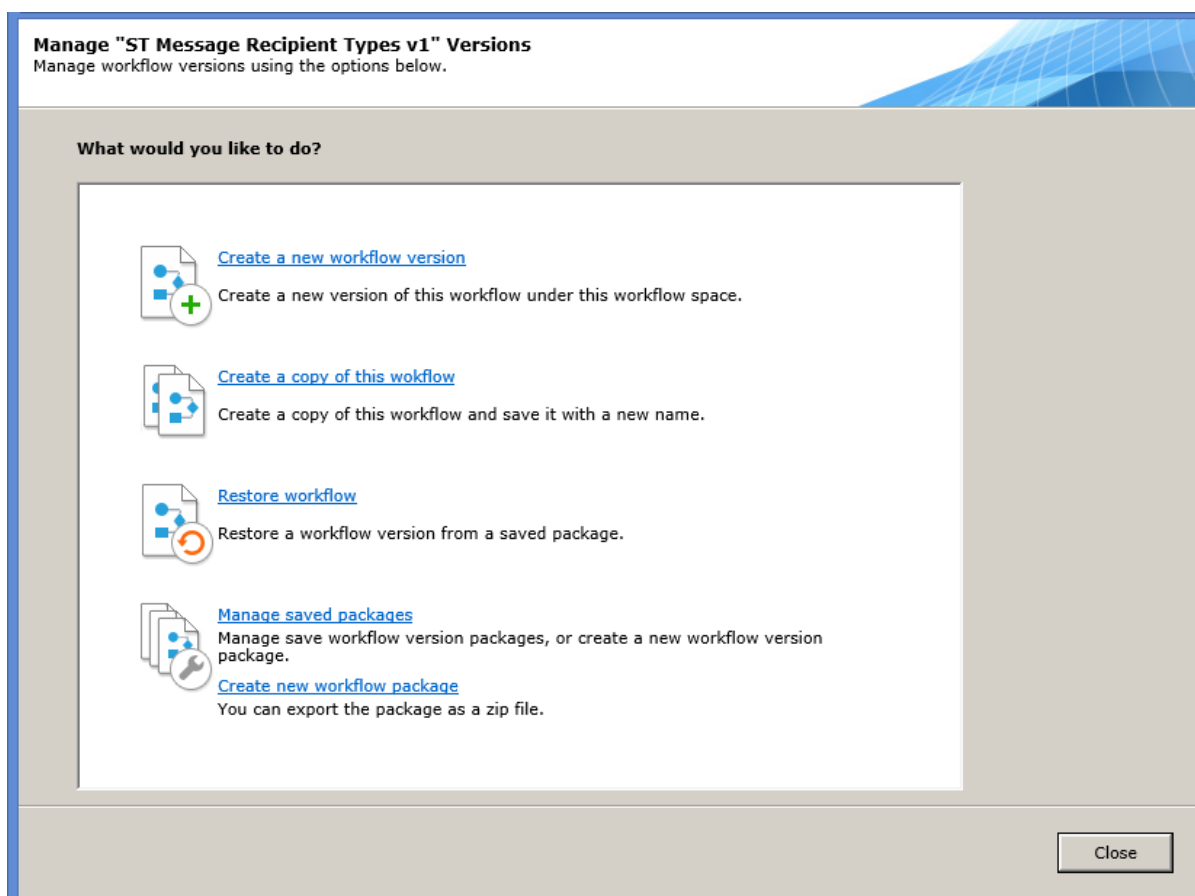 Manage "ST Message Recipient Types v1" Versions
Manage workflow versions using the options below.
What would you like to do?
Create a new workflow version
Create a new version of this workflow under this workflow space.
Create a copy of this wokflow
Create a copy of this workflow and save it with a new name.
Restore workflow
Restore a workflow version from a saved package.
Manage saved packages
Manage save workflow version packages, or create a new workflow version
package.
Create new workflow package
You can export the package as a zip file.
Close